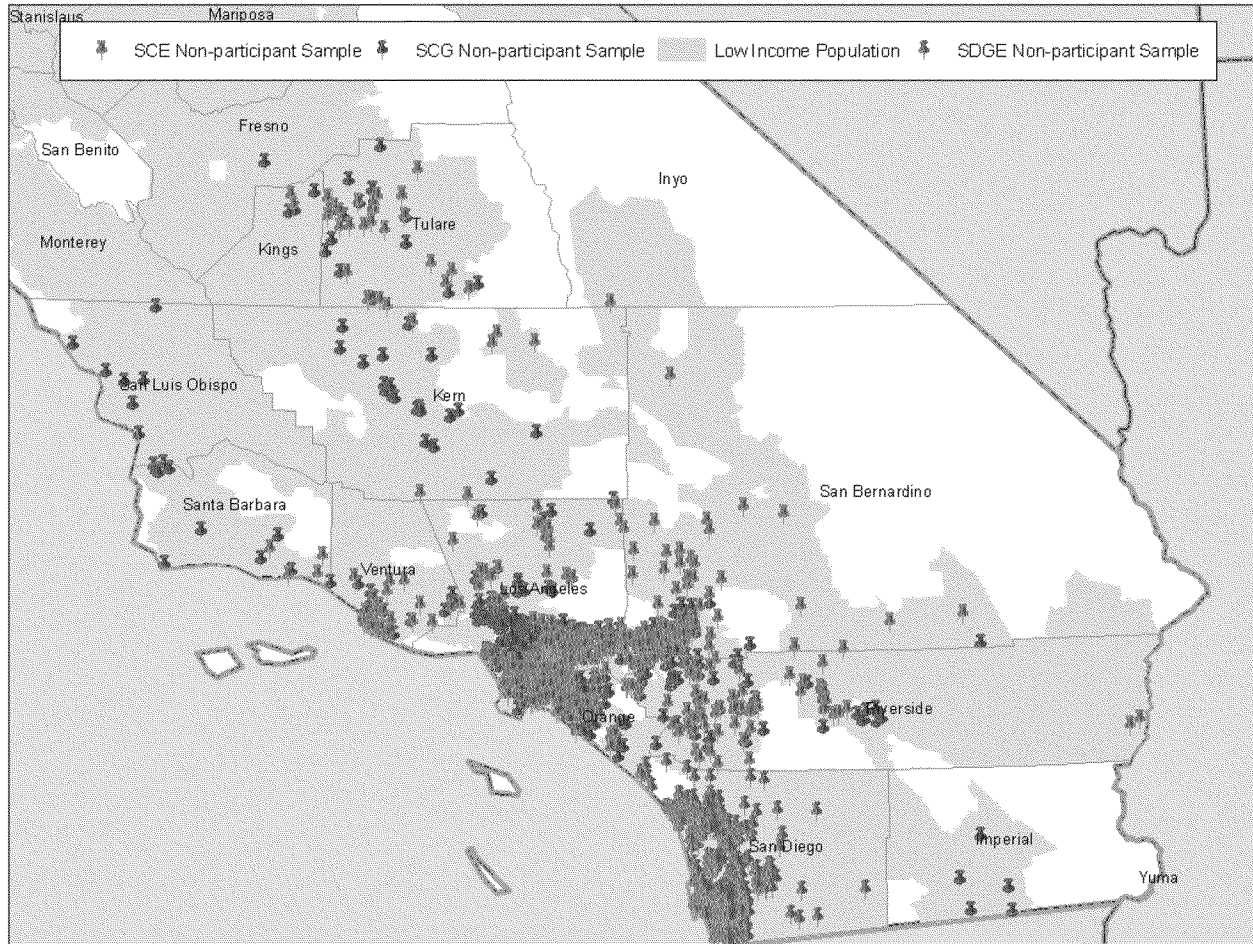 Stanislaus
Mariposa
SCE Non-participant Sample
SCG Non-participant Sample
Low Income Population
SDGE Non-participant Sample
Fresno
San Benito
Inyo
Tulare
Monterey
Kings
San Luis Obispo
Kern
San Bernardino
Santa Barbara
Ventura
Los Angeles
Riverside
Orange
San Diego
Imperial
Yuma